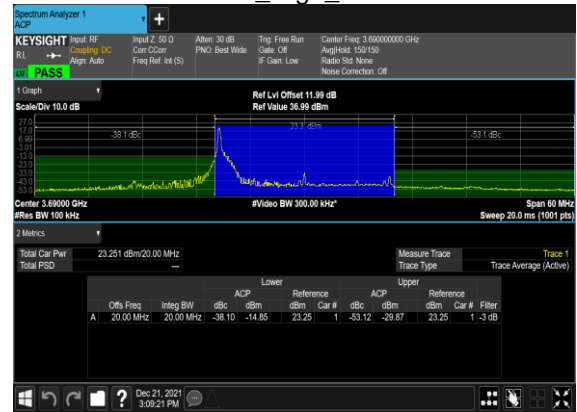 Spectrum Analyzer 1
ACP
+
KEYSIGHT Input: RF Input Z: 50 Ω Atten: 30 dB Trig: Free Run Center Freq: 3.690000000 GHz
RL Coupling: DC Corr CCorr PNO: Best Wide Gate: Off Avg|Hold: 150/150
Align: Auto Freq Ref: Int (S) IF Gain: Low Radio Std: None
PASS Noise Correction: Off
1 Graph Ref Lvl Offset 11.99 dB
Scale/Div 10.0 dB Ref Value 36.99 dBm
27.0
17.0
6.99
-3.01
-13.0
-23.0
-33.0
-43.0
-53.0
-38.1 dBc
23.3 dBm
-53.1 dBc
Center 3.69000 GHz #Video BW 300.00 kHz* Span 60 MHz
#Res BW 100 kHz Sweep 20.0 ms (1001 pts)
2 Metrics
Total Car Pwr 23.251 dBm/20.00 MHz Measure Trace Trace 1
Total PSD --- Trace Type Trace Average (Active)
Lower Upper
ACP Reference ACP Reference
Offs Freq Integ BW dBc dBm dBm Car # dBc dBm dBm Car # Filter
A 20.00 MHz 20.00 MHz -38.10 -14.85 23.25 1 -53.12 -29.87 23.25 1 -3 dB
? Dec 21, 2021
3:09:21 PM